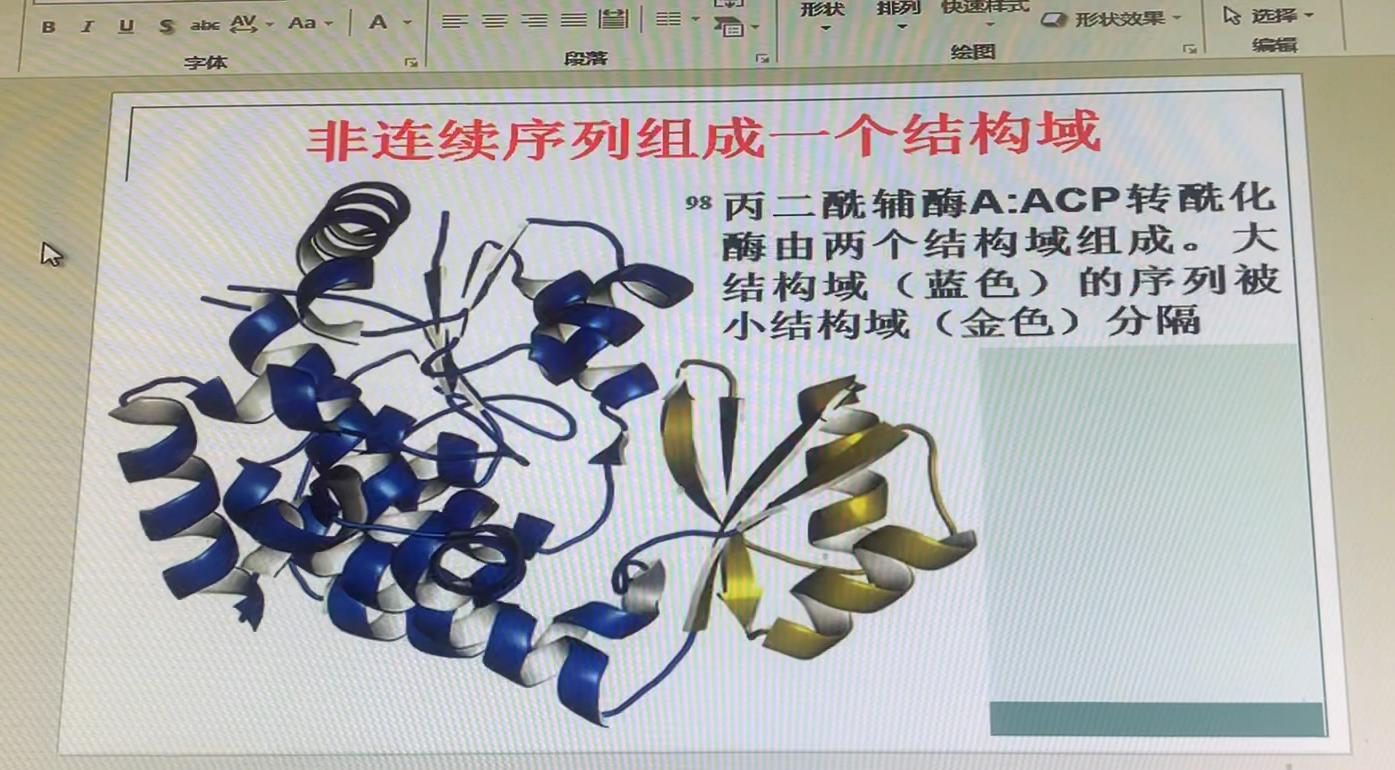 B I U S abc AV Aa A
形状 排列 快速样式 形状效果 选择
字体 段落 绘图 编辑
非连续序列组成一个结构域
98 丙二酰辅酶A:ACP转酰化
酶由两个结构域组成。大
结构域（蓝色）的序列被
小结构域（金色）分隔